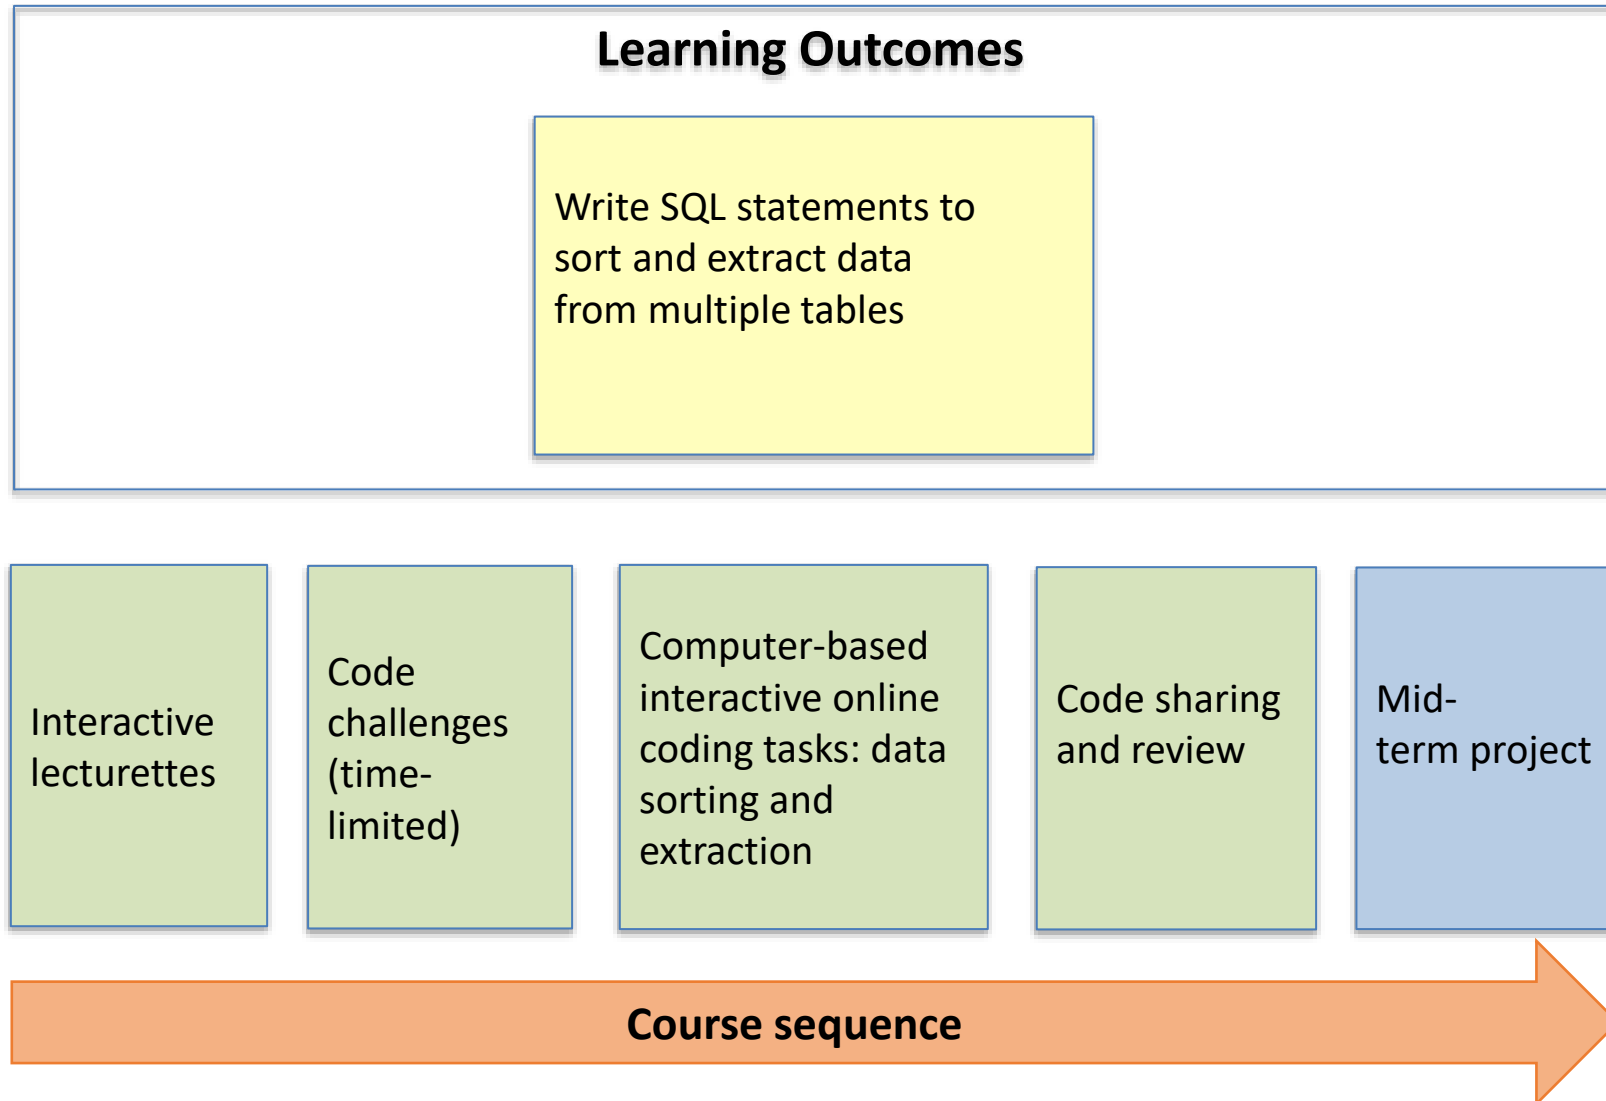 Learning Outcomes
Write SQL statements to
sort and extract data
from multiple tables
Interactive
lecturettes
Code
challenges
(time-
limited)
Computer-based
interactive online
coding tasks: data
sorting and
extraction
Code sharing
and review
Mid-
term project
Course sequence